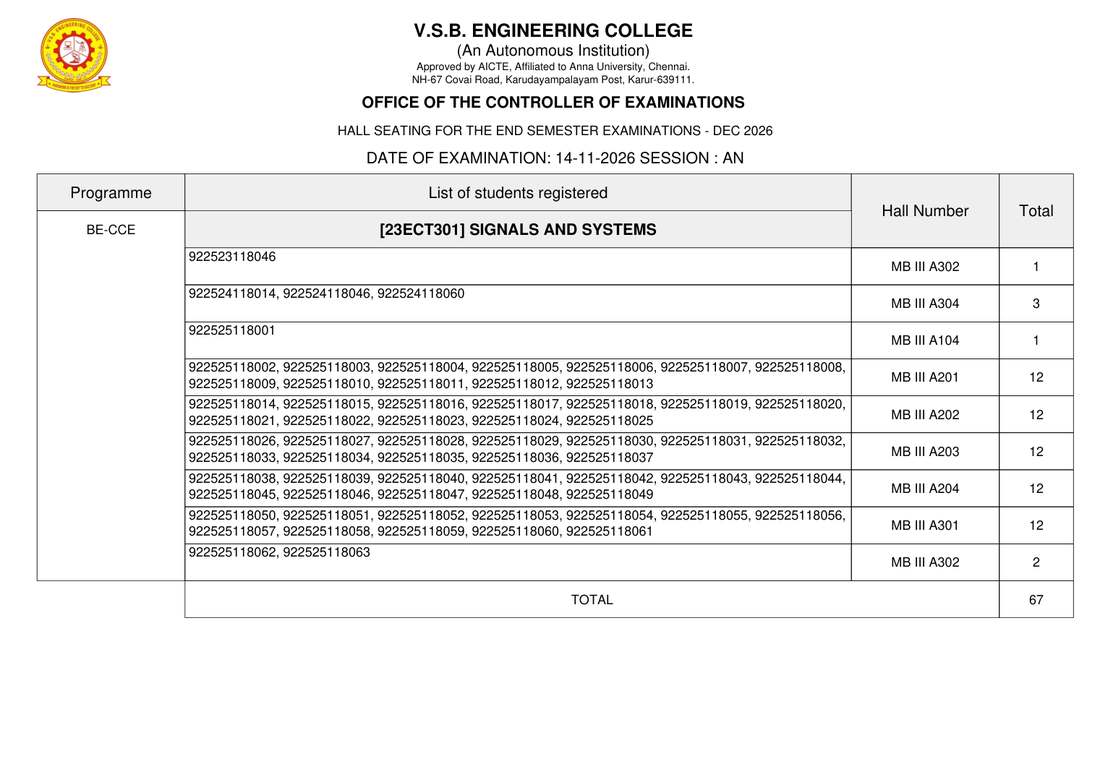 V.S.B. ENGINEERING COLLEGE
(An Autonomous Institution)
Approved by AICTE, Affiliated to Anna University, Chennai.
NH-67 Covai Road, Karudayampalayam Post, Karur-639111.
OFFICE OF THE CONTROLLER OF EXAMINATIONS
HALL SEATING FOR THE END SEMESTER EXAMINATIONS - DEC 2026
DATE OF EXAMINATION: 14-11-2026 SESSION : AN
Programme List of students registered Hall Number Total
BE-CCE [23ECT301] SIGNALS AND SYSTEMS
922523118046 MB III A302 1
922524118014, 922524118046, 922524118060 MB III A304 3
922525118001 MB III A104 1
922525118002, 922525118003, 922525118004, 922525118005, 922525118006, 922525118007, 922525118008,
922525118009, 922525118010, 922525118011, 922525118012, 922525118013 MB III A201 12
922525118014, 922525118015, 922525118016, 922525118017, 922525118018, 922525118019, 922525118020,
922525118021, 922525118022, 922525118023, 922525118024, 922525118025 MB III A202 12
922525118026, 922525118027, 922525118028, 922525118029, 922525118030, 922525118031, 922525118032,
922525118033, 922525118034, 922525118035, 922525118036, 922525118037 MB III A203 12
922525118038, 922525118039, 922525118040, 922525118041, 922525118042, 922525118043, 922525118044,
922525118045, 922525118046, 922525118047, 922525118048, 922525118049 MB III A204 12
922525118050, 922525118051, 922525118052, 922525118053, 922525118054, 922525118055, 922525118056,
922525118057, 922525118058, 922525118059, 922525118060, 922525118061 MB III A301 12
922525118062, 922525118063 MB III A302 2
TOTAL 67